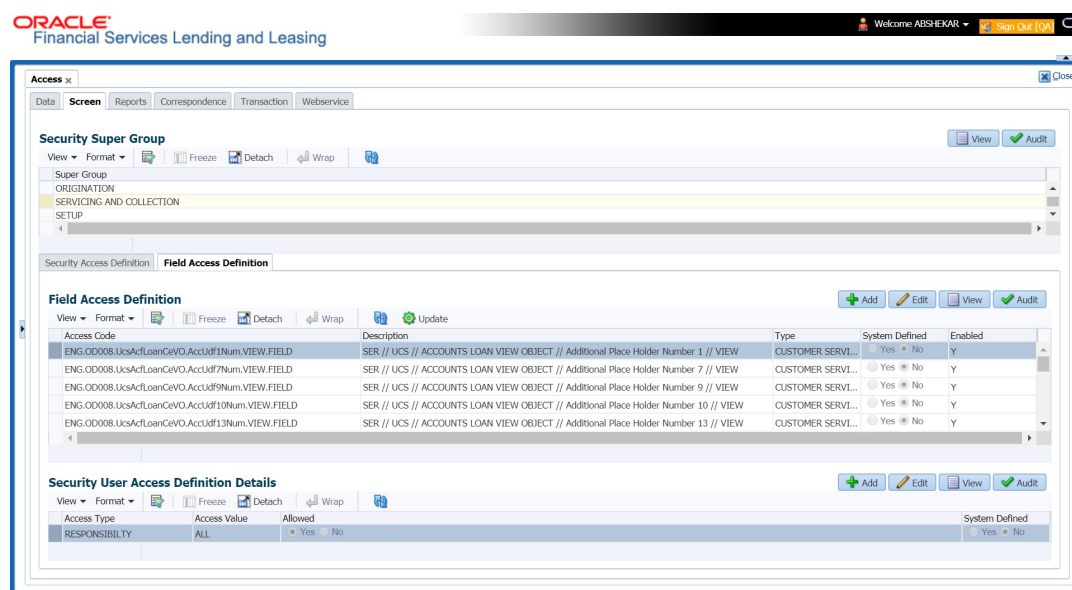 ORACLE
Welcome ABSHEKAR
Sign Out [QA]
Financial Services Lending and Leasing
Access
Close
Data Screen Reports Correspondence Transaction Webservice
Security Super Group
View Audit
View Format Freeze Detach Wrap
Super Group
ORIGINATION
SERVICING AND COLLECTION
SETUP
Security Access Definition Field Access Definition
Field Access Definition
Add Edit View Audit
View Format Freeze Detach Wrap Update
Access Code Description Type System Defined Enabled
ENG.OD008.UcsAcfLoanCeVO.AccUdf1Num.VIEW.FIELD SER // UCS // ACCOUNTS LOAN VIEW OBJECT // Additional Place Holder Number 1 // VIEW CUSTOMER SERVI... Yes No Y
ENG.OD008.UcsAcfLoanCeVO.AccUdf7Num.VIEW.FIELD SER // UCS // ACCOUNTS LOAN VIEW OBJECT // Additional Place Holder Number 7 // VIEW CUSTOMER SERVI... Yes No Y
ENG.OD008.UcsAcfLoanCeVO.AccUdf9Num.VIEW.FIELD SER // UCS // ACCOUNTS LOAN VIEW OBJECT // Additional Place Holder Number 9 // VIEW CUSTOMER SERVI... Yes No Y
ENG.OD008.UcsAcfLoanCeVO.AccUdf10Num.VIEW.FIELD SER // UCS // ACCOUNTS LOAN VIEW OBJECT // Additional Place Holder Number 10 // VIEW CUSTOMER SERVI... Yes No Y
ENG.OD008.UcsAcfLoanCeVO.AccUdf13Num.VIEW.FIELD SER // UCS // ACCOUNTS LOAN VIEW OBJECT // Additional Place Holder Number 13 // VIEW CUSTOMER SERVI... Yes No Y
Security User Access Definition Details
Add Edit View Audit
View Format Freeze Detach Wrap
Access Type Access Value Allowed System Defined
RESPONSIBILTY ALL Yes No Yes No